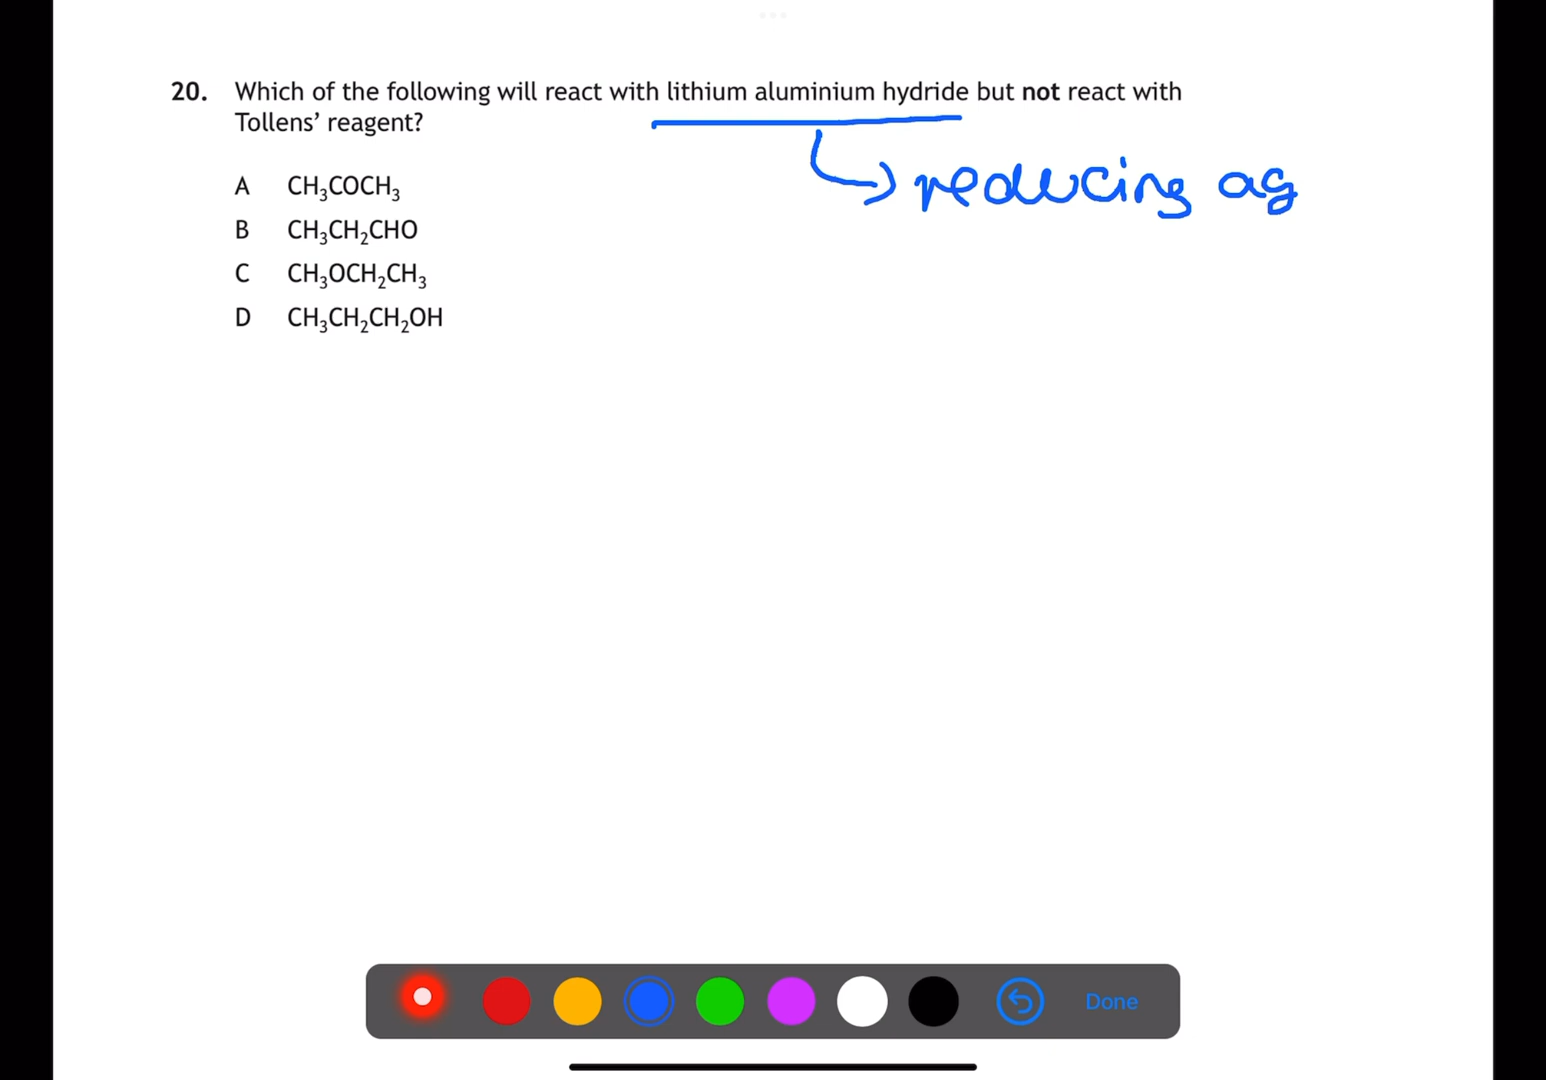 20. Which of the following will react with lithium aluminium hydride but not react with
Tollens’ reagent?
reducing ag
A CH₃COCH₃
B CH₃CH₂CHO
C CH₃OCH₂CH₃
D CH₃CH₂CH₂OH
Done